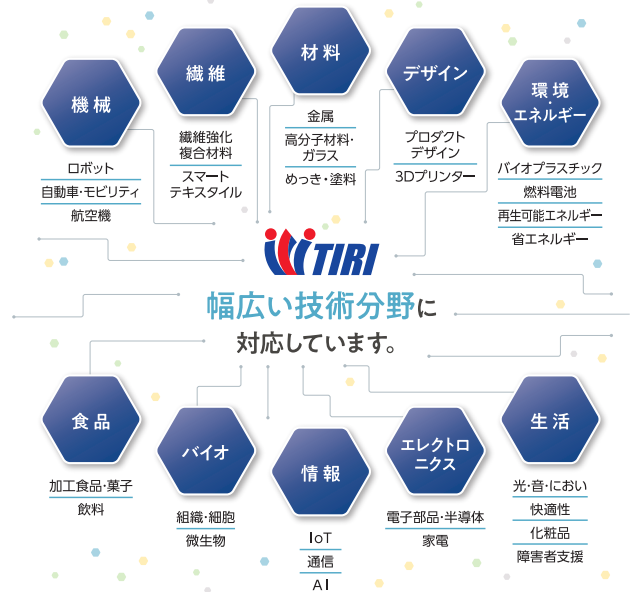 機械
ロボット
自動車・モビリティ
航空機
繊維
繊維強化
複合材料
スマート
テキスタイル
材料
金属
高分子材料・
ガラス
めっき・塗料
デザイン
プロダクト
デザイン
3Dプリンター
環境・
エネルギー
バイオプラスチック
燃料電池
再生可能エネルギー
省エネルギー
TIRI
幅広い技術分野に
対応しています。
食品
加工食品・菓子
飲料
バイオ
組織・細胞
微生物
情報
IoT
通信
AI
エレクトロ
ニクス
電子部品・半導体
家電
生活
光・音・におい
快適性
化粧品
障害者支援